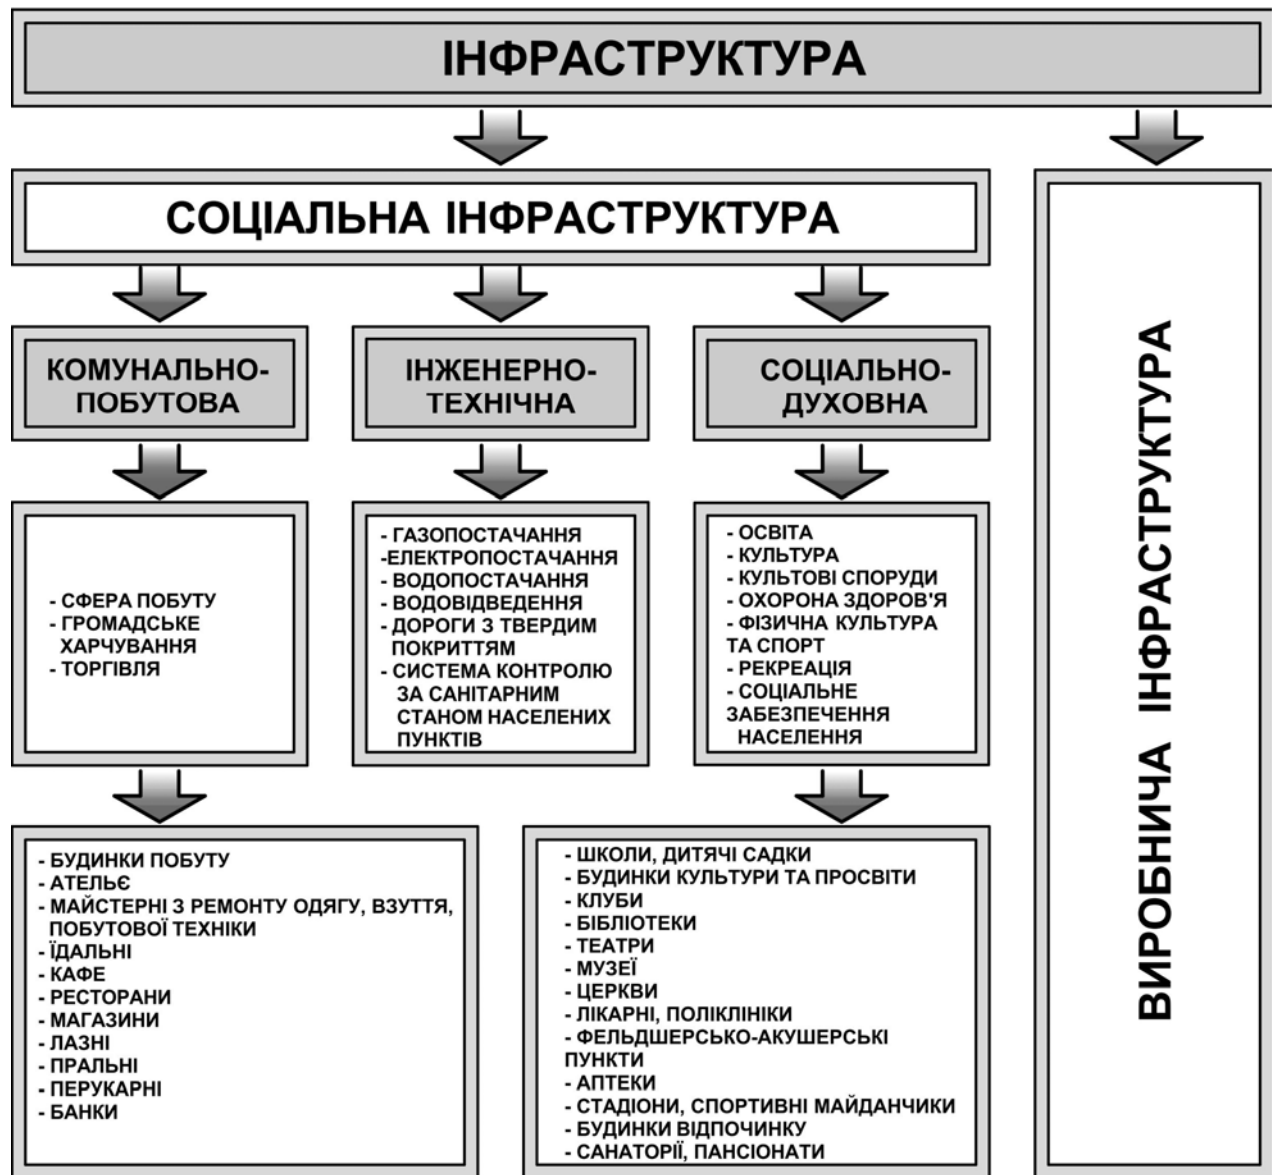 ІНФРАСТРУКТУРА
СОЦІАЛЬНА ІНФРАСТРУКТУРА
КОМУНАЛЬНО-
ПОБУТОВА
ІНЖЕНЕРНО-
ТЕХНІЧНА
СОЦІАЛЬНО-
ДУХОВНА
- СФЕРА ПОБУТУ
- ГРОМАДСЬКЕ
ХАРЧУВАННЯ
- ТОРГІВЛЯ
- ГАЗОПОСТАЧАННЯ
-ЕЛЕКТРОПОСТАЧАННЯ
- ВОДОПОСТАЧАННЯ
- ВОДОВІДВЕДЕННЯ
- ДОРОГИ З ТВЕРДИМ
ПОКРИТТЯМ
- СИСТЕМА КОНТРОЛЮ
ЗА САНІТАРНИМ
СТАНОМ НАСЕЛЕНИХ
ПУНКТІВ
- ОСВІТА
- КУЛЬТУРА
- КУЛЬТОВІ СПОРУДИ
- ОХОРОНА ЗДОРОВ'Я
- ФІЗИЧНА КУЛЬТУРА
ТА СПОРТ
- РЕКРЕАЦІЯ
- СОЦІАЛЬНЕ
ЗАБЕЗПЕЧЕННЯ
НАСЕЛЕННЯ
- БУДИНКИ ПОБУТУ
- АТЕЛЬЄ
- МАЙСТЕРНІ З РЕМОНТУ ОДЯГУ, ВЗУТТЯ,
ПОБУТОВОЇ ТЕХНІКИ
- ЇДАЛЬНІ
- КАФЕ
- РЕСТОРАНИ
- МАГАЗИНИ
- ЛАЗНІ
- ПРАЛЬНІ
- ПЕРУКАРНІ
- БАНКИ
- ШКОЛИ, ДИТЯЧІ САДКИ
- БУДИНКИ КУЛЬТУРИ ТА ПРОСВІТИ
- КЛУБИ
- БІБЛІОТЕКИ
- ТЕАТРИ
- МУЗЕЇ
- ЦЕРКВИ
- ЛІКАРНІ, ПОЛІКЛІНІКИ
- ФЕЛЬДШЕРСЬКО-АКУШЕРСЬКІ
ПУНКТИ
- АПТЕКИ
- СТАДІОНИ, СПОРТИВНІ МАЙДАНЧИКИ
- БУДИНКИ ВІДПОЧИНКУ
- САНАТОРІЇ, ПАНСІОНАТИ
ВИРОБНИЧА ІНФРАСТРУКТУРА